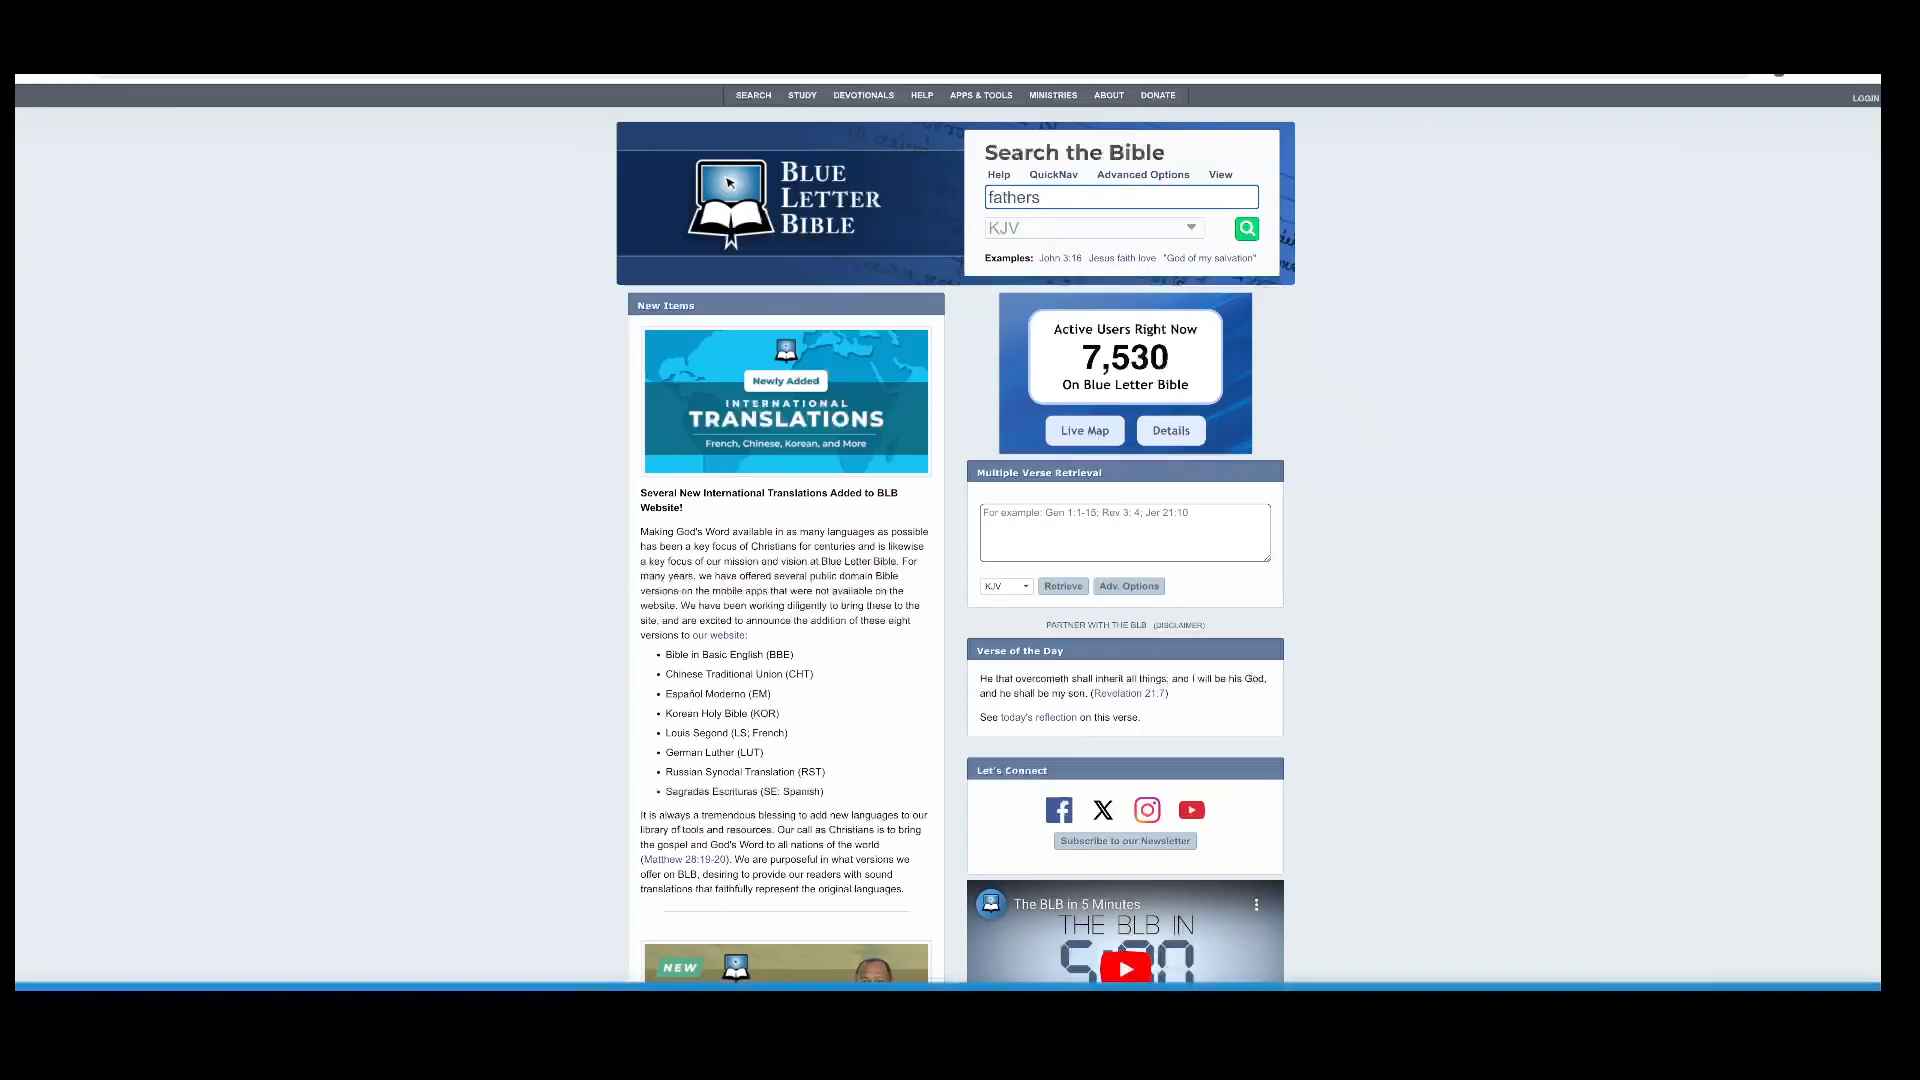 SEARCH STUDY DEVOTIONALS HELP APPS & TOOLS MINISTRIES ABOUT DONATE
LOGIN
BLUE
LETTER
BIBLE
Search the Bible
Help QuickNav Advanced Options View
fathers
KJV
Examples: John 3:16 Jesus faith love "God of my salvation"
New Items
Newly Added
INTERNATIONAL
TRANSLATIONS
French, Chinese, Korean, and More
Several New International Translations Added to BLB
Website!
Making God's Word available in as many languages as possible
has been a key focus of Christians for centuries and is likewise
a key focus of our mission and vision at Blue Letter Bible. For
many years, we have offered several public domain Bible
versions on the mobile apps that were not available on the
website. We have been working diligently to bring these to the
site, and are excited to announce the addition of these eight
versions to our website:
• Bible in Basic English (BBE)
• Chinese Traditional Union (CHT)
• Español Moderno (EM)
• Korean Holy Bible (KOR)
• Louis Segond (LS; French)
• German Luther (LUT)
• Russian Synodal Translation (RST)
• Sagradas Escrituras (SE: Spanish)
It is always a tremendous blessing to add new languages to our
library of tools and resources. Our call as Christians is to bring
the gospel and God's Word to all nations of the world
(Matthew 28:19-20). We are purposeful in what versions we
offer on BLB, desiring to provide our readers with sound
translations that faithfully represent the original languages.
NEW
Active Users Right Now
7,530
On Blue Letter Bible
Live Map Details
Multiple Verse Retrieval
For example: Gen 1:1-15; Rev 3: 4; Jer 21:10
KJV Retrieve Adv. Options
PARTNER WITH THE BLB (DISCLAIMER)
Verse of the Day
He that overcometh shall inherit all things; and I will be his God,
and he shall be my son. (Revelation 21:7)
See today's reflection on this verse.
Let's Connect
Subscribe to our Newsletter
The BLB in 5 Minutes
THE BLB IN